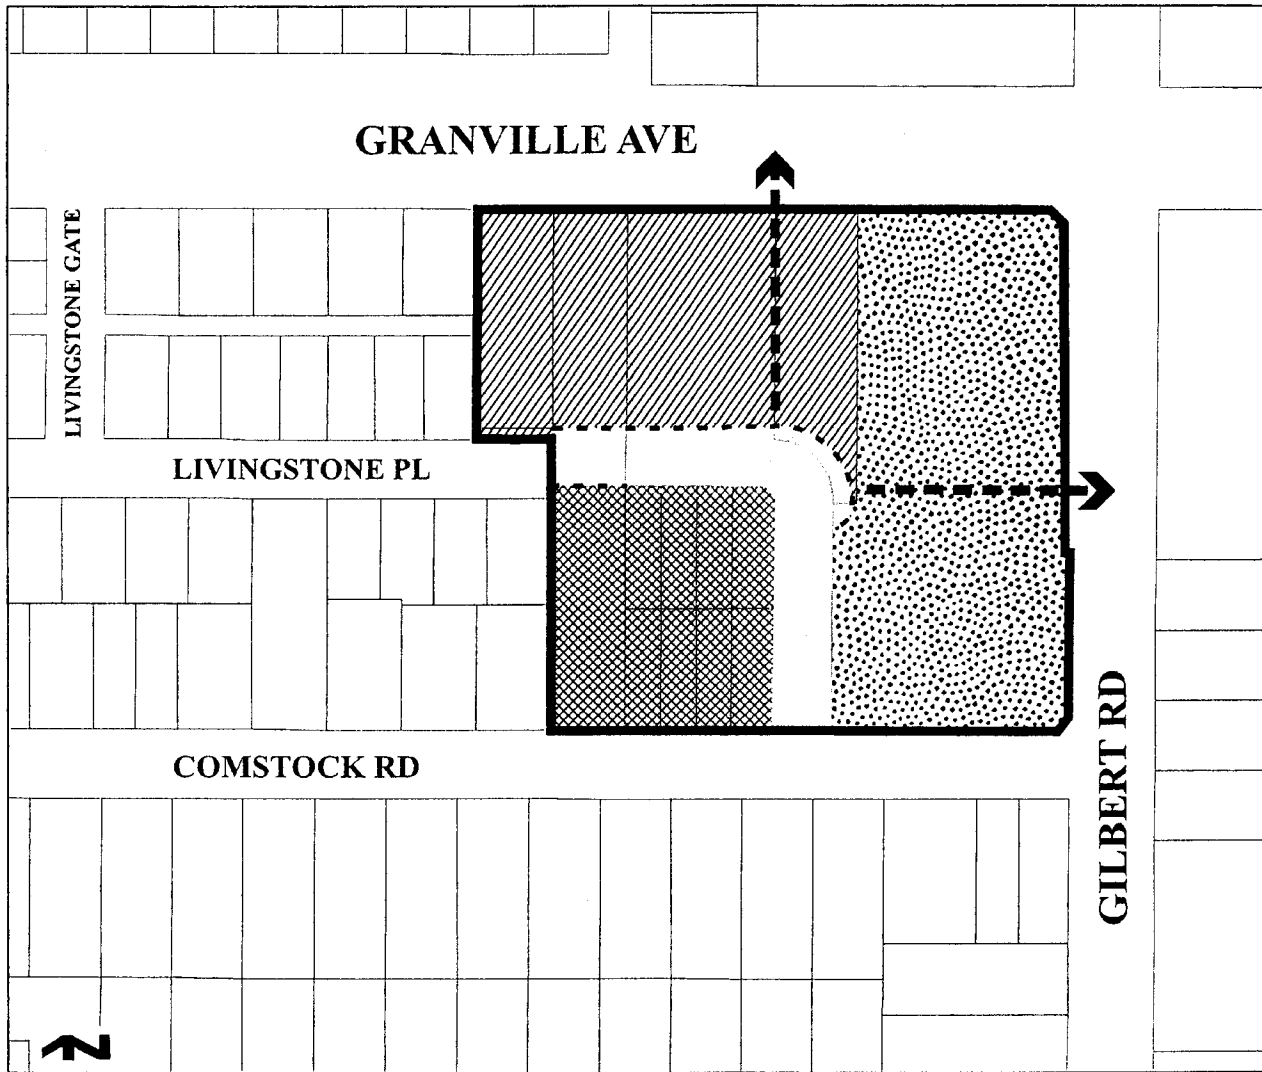 GRANVILLE AVE
LIVINGSTONE GATE
LIVINGSTONE PL
COMSTOCK RD
GILBERT RD
N